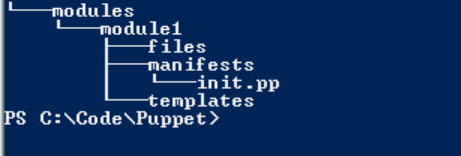 └───modules
    └───module1
        ├───files
        ├───manifests
        │   └───init.pp
        └───templates
PS C:\Code\Puppet>